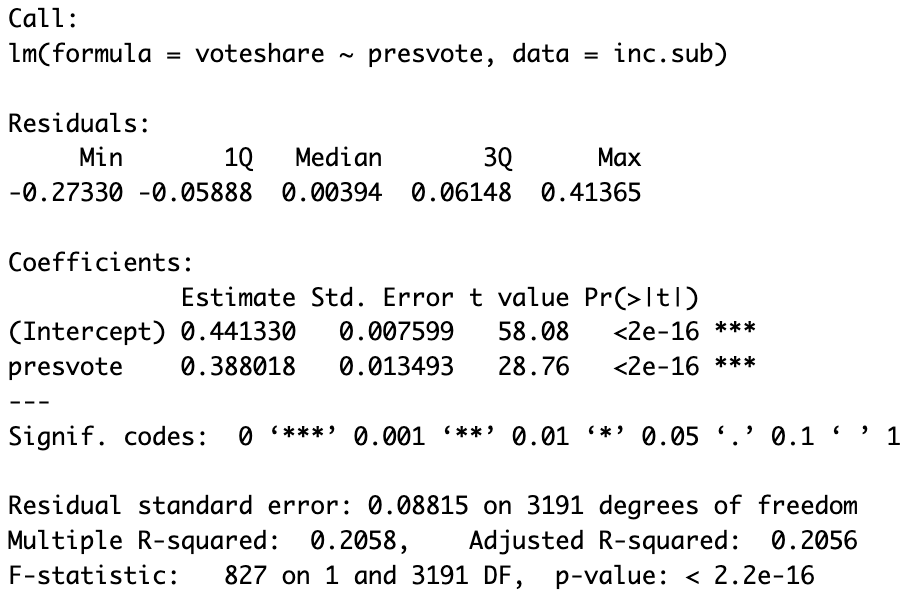 Call:
lm(formula = voteshare ~ presvote, data = inc.sub)
Residuals:
Min 1Q Median 3Q Max
-0.27330 -0.05888 0.00394 0.06148 0.41365
Coefficients:
Estimate Std. Error t value Pr(>|t|)
(Intercept) 0.441330 0.007599 58.08 <2e-16 ***
presvote 0.388018 0.013493 28.76 <2e-16 ***
---
Signif. codes: 0 ‘***’ 0.001 ‘**’ 0.01 ‘*’ 0.05 ‘.’ 0.1 ‘ ’ 1
Residual standard error: 0.08815 on 3191 degrees of freedom
Multiple R-squared: 0.2058, Adjusted R-squared: 0.2056
F-statistic: 827 on 1 and 3191 DF, p-value: < 2.2e-16